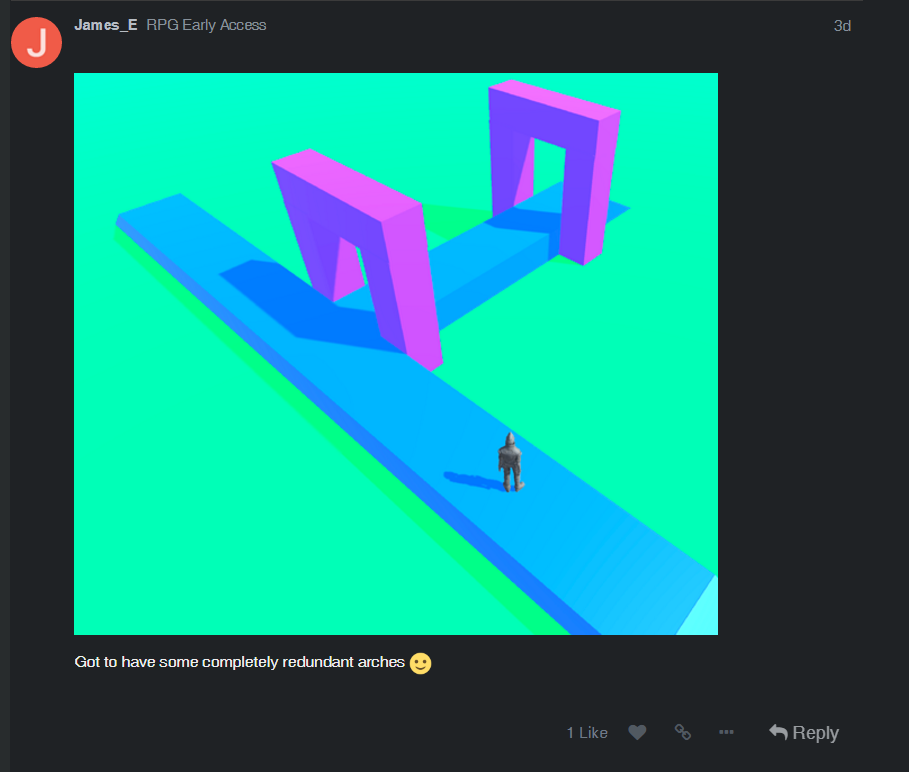 J
James_E RPG Early Access 3d
Got to have some completely redundant arches
1 Like Reply